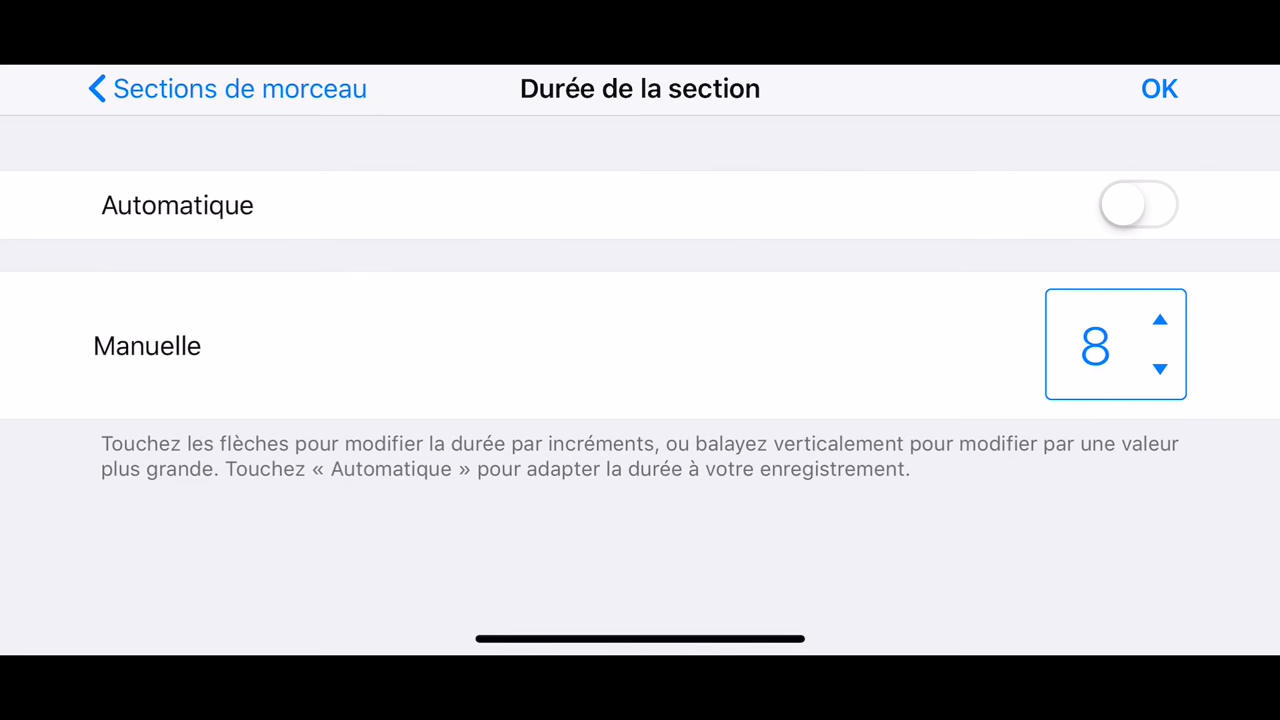 Sections de morceau
Durée de la section
OK
Automatique
Manuelle
8
Touchez les flèches pour modifier la durée par incréments, ou balayez verticalement pour modifier par une valeur
plus grande. Touchez « Automatique » pour adapter la durée à votre enregistrement.